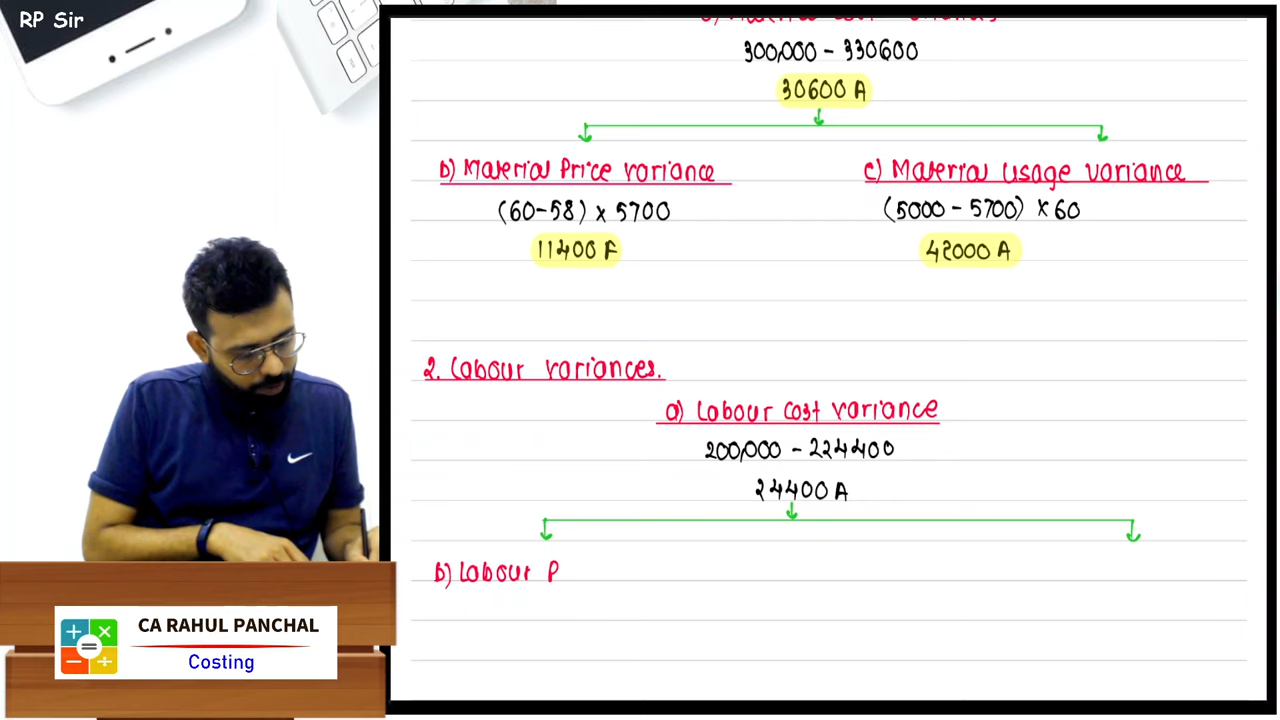 RP Sir
300,000 - 330600
30600 A
b) Material Price variance
c) Material usage variance
(60-58) x 5700
(5000 - 5700) x 60
11400 F
42000 A
2. Labour variances.
a) Labour cost variance
200,000 - 224400
24400 A
b) Labour P
CA RAHUL PANCHAL
Costing